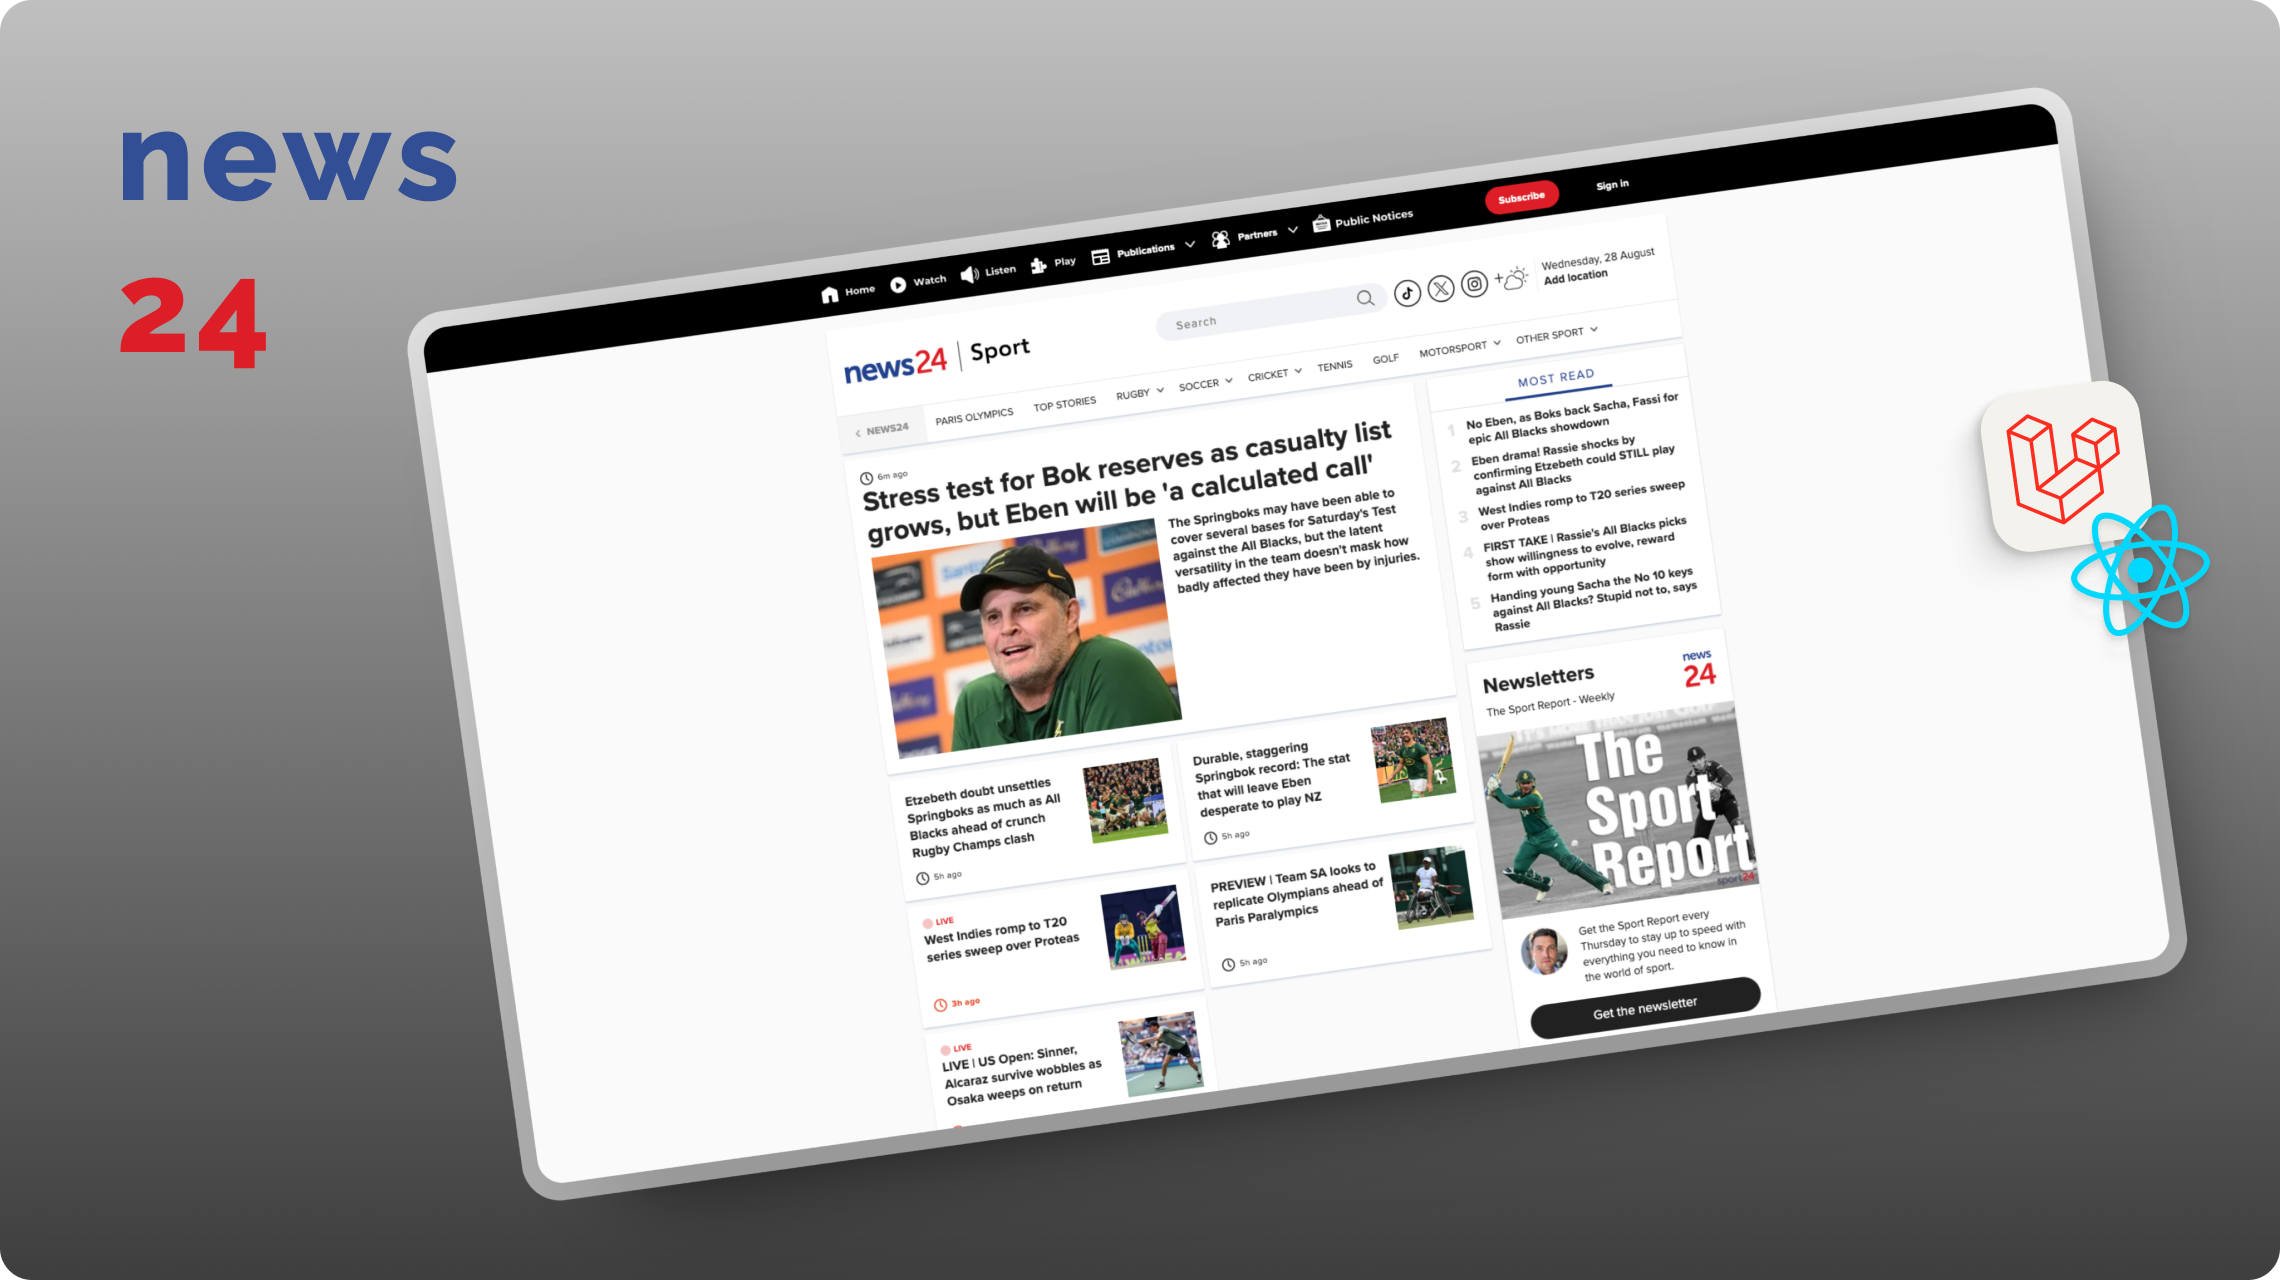 news
24
Home
Watch
Listen
Play
Publications
Partners
Public Notices
Subscribe
Sign in
news24 | Sport
Search
Wednesday, 28 August
Add location
NEWS24
PARIS OLYMPICS
TOP STORIES
RUGBY
SOCCER
CRICKET
TENNIS
GOLF
MOTORSPORT
OTHER SPORT
6m ago
Stress test for Bok reserves as casualty list
grows, but Eben will be 'a calculated call'
The Springboks may have been able to
cover several bases for Saturday's Test
against the All Blacks, but the latent
versatility in the team doesn't mask how
badly affected they have been by injuries.
Etzebeth doubt unsettles
Springboks as much as All
Blacks ahead of crunch
Rugby Champs clash
5h ago
Durable, staggering
Springbok record: The stat
that will leave Eben
desperate to play NZ
5h ago
LIVE
West Indies romp to T20
series sweep over Proteas
3h ago
PREVIEW | Team SA looks to
replicate Olympians ahead of
Paris Paralympics
5h ago
LIVE
LIVE | US Open: Sinner,
Alcaraz survive wobbles as
Osaka weeps on return
MOST READ
1
No Eben, as Boks back Sacha, Fassi for
epic All Blacks showdown
2
Eben drama! Rassie shocks by
confirming Etzebeth could STILL play
against All Blacks
3
West Indies romp to T20 series sweep
over Proteas
4
FIRST TAKE | Rassie's All Blacks picks
show willingness to evolve, reward
form with opportunity
5
Handing young Sacha the No 10 keys
against All Blacks? Stupid not to, says
Rassie
Newsletters
The Sport Report - Weekly
news
24
The
Sport
Report
sport24
Get the Sport Report every
Thursday to stay up to speed with
everything you need to know in
the world of sport.
Get the newsletter